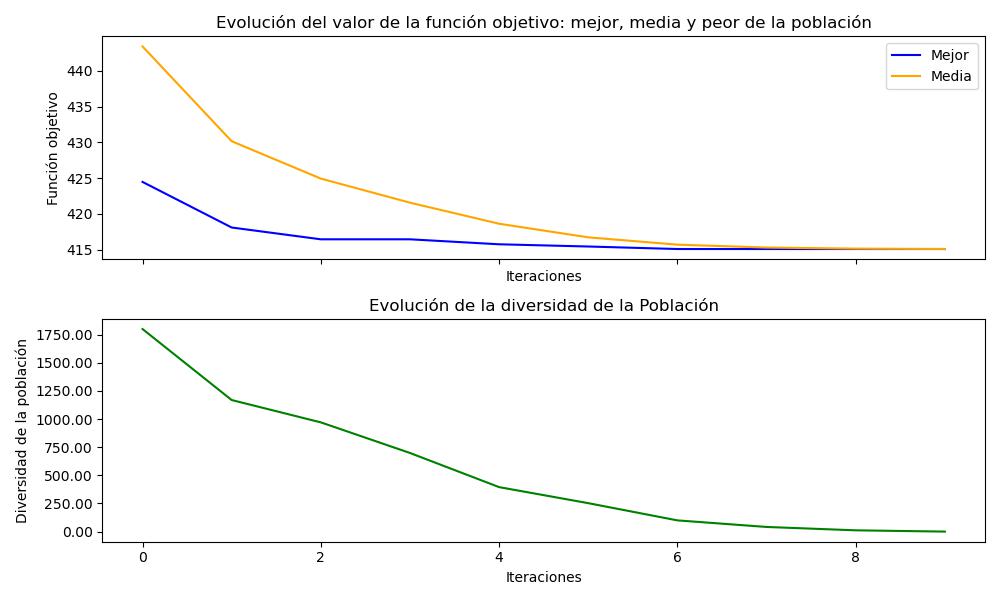 Evolución del valor de la función objetivo: mejor, media y peor de la población
Función objetivo
440
435
430
425
420
415
Mejor
Media
Iteraciones
Evolución de la diversidad de la Población
Diversidad de la población
1750.00
1500.00
1250.00
1000.00
750.00
500.00
250.00
0.00
0 2 4 6 8
Iteraciones